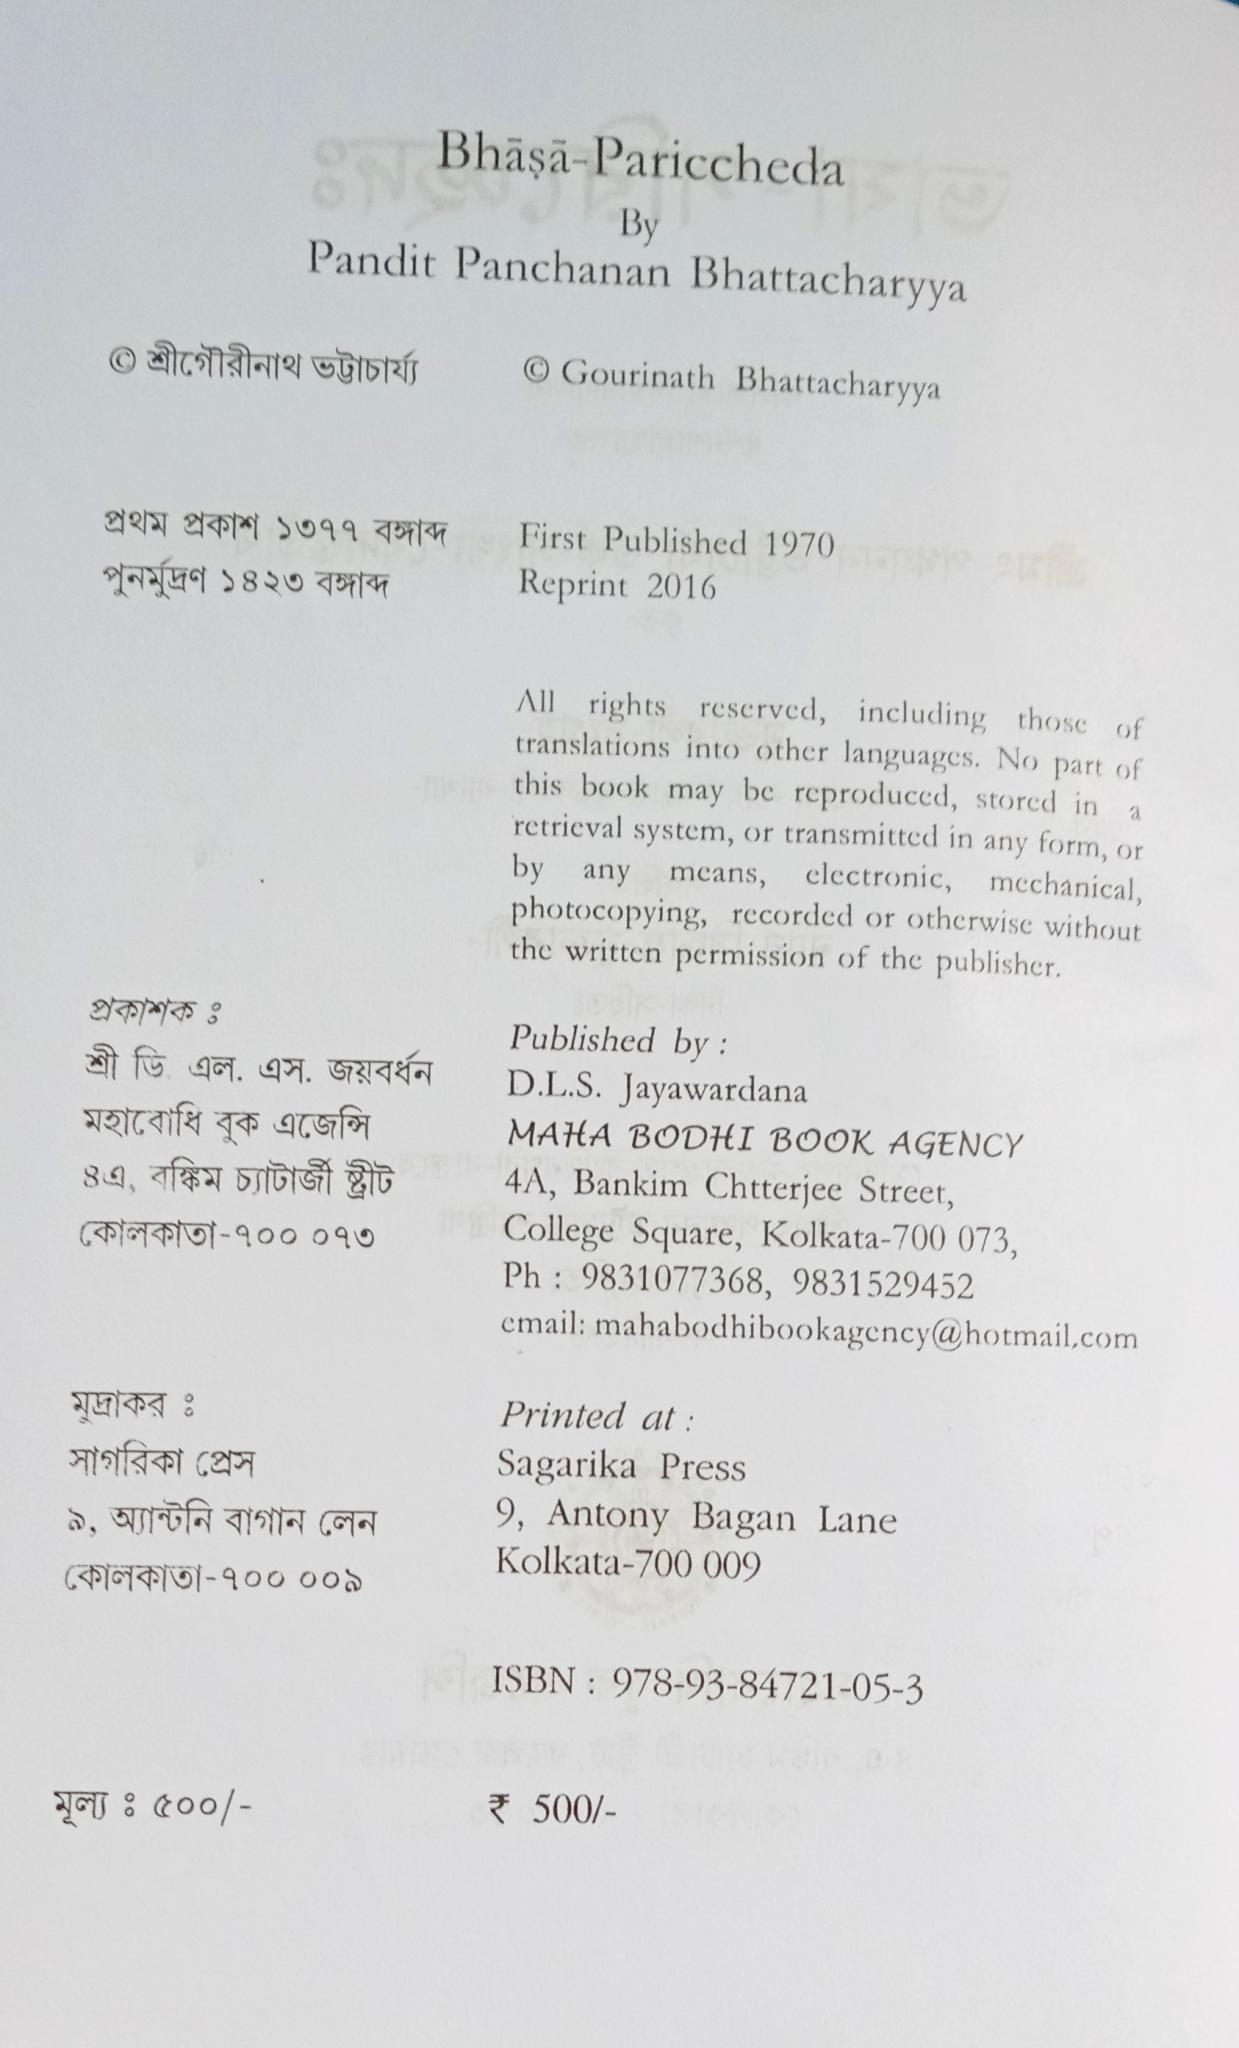 Bhāṣā-Pariccheda
By
Pandit Panchanan Bhattacharyya
© শ্রীগৌরীনাথ ভট্টাচার্য্য
© Gourinath Bhattacharyya
প্রথম প্রকাশ ১৩৭৭ বঙ্গাব্দ
First Published 1970
পুনর্মুদ্রণ ১৪২৩ বঙ্গাব্দ
Reprint 2016
All rights reserved, including those of
translations into other languages. No part of
this book may be reproduced, stored in a
retrieval system, or transmitted in any form, or
by any means, electronic, mechanical,
photocopying, recorded or otherwise without
the written permission of the publisher.
প্রকাশক ঃ
শ্রী ডি এল. এস. জয়বর্ধন
মহাবোধি বুক এজেন্সি
৪এ, বঙ্কিম চ্যাটার্জী ষ্ট্রীট
কোলকাতা-৭০০ ০৭৩
Published by :
D.L.S. Jayawardana
MAHA BODHI BOOK AGENCY
4A, Bankim Chtterjee Street,
College Square, Kolkata-700 073,
Ph : 9831077368, 9831529452
email: mahabodhibookagency@hotmail.com
মুদ্রাকর ঃ
সাগরিকা প্রেস
৯, অ্যান্টনি বাগান লেন
কোলকাতা-৭০০ ০০৯
Printed at :
Sagarika Press
9, Antony Bagan Lane
Kolkata-700 009
ISBN : 978-93-84721-05-3
মূল্য ঃ ৫০০/-
₹ 500/-